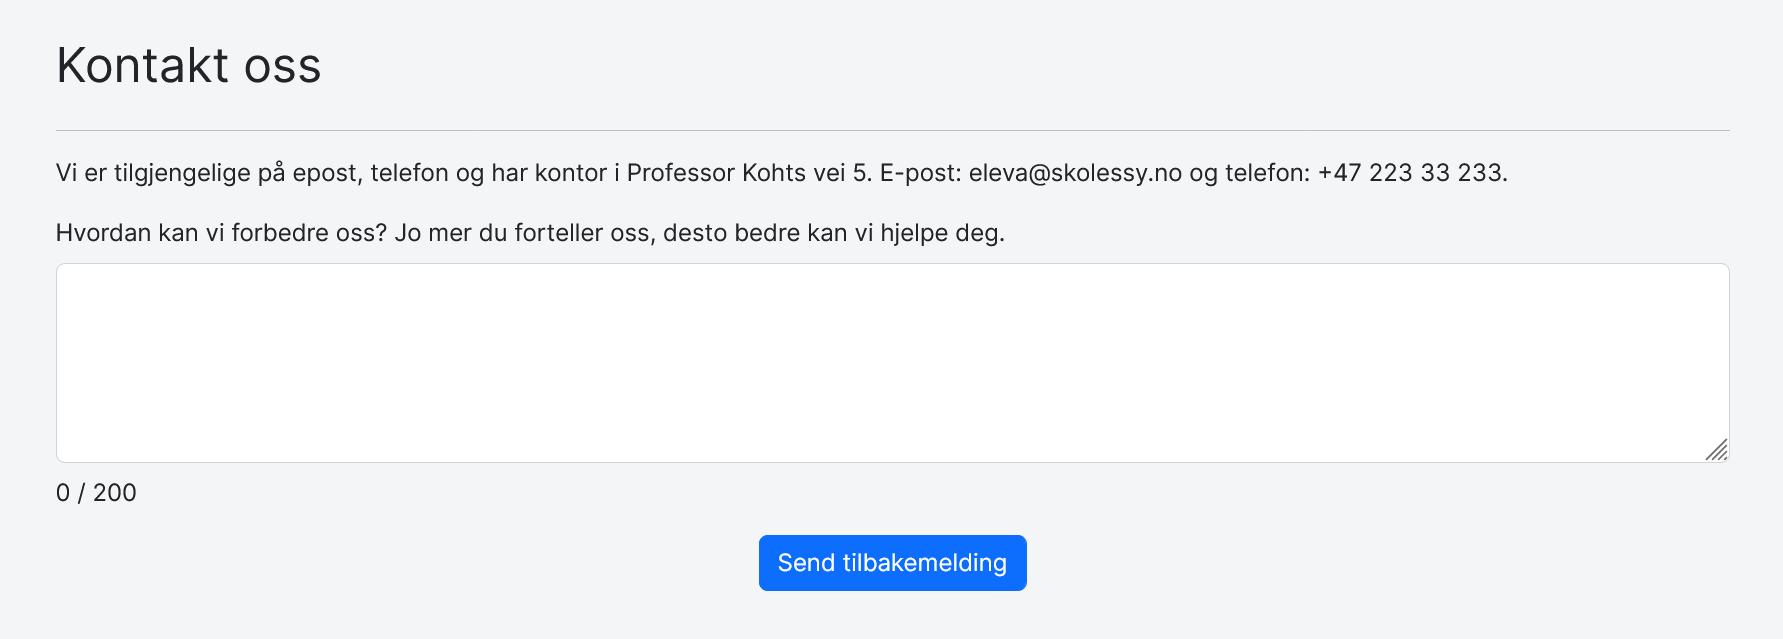 Kontakt oss
Vi er tilgjengelige på epost, telefon og har kontor i Professor Kohts vei 5. E-post: eleva@skolessy.no og telefon: +47 223 33 233.
Hvordan kan vi forbedre oss? Jo mer du forteller oss, desto bedre kan vi hjelpe deg.
0 / 200
Send tilbakemelding